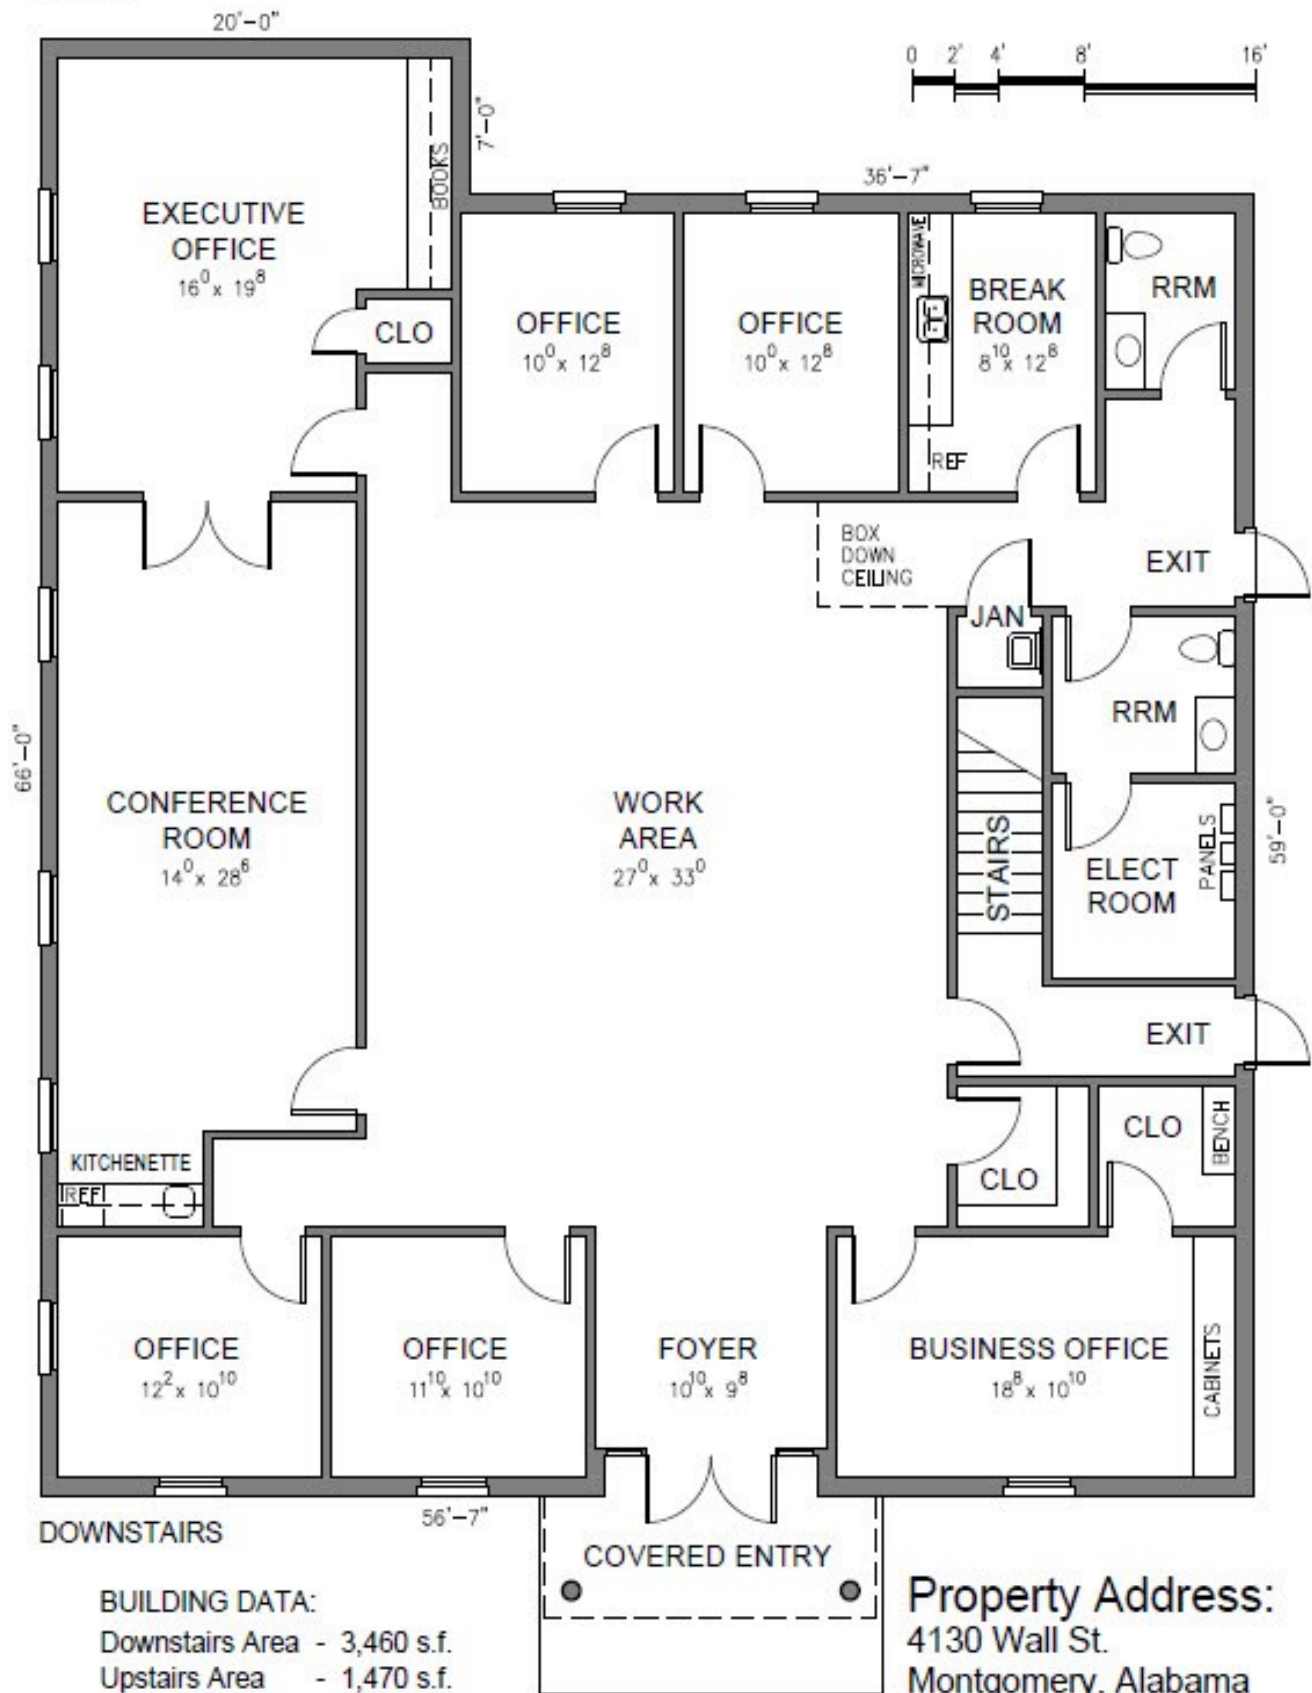 20'-0"
0 2' 4' 8' 16'
7'-0"
BOOKS
36'-7"
EXECUTIVE
OFFICE
16⁰ x 19⁸
CLO
OFFICE
10⁰ x 12⁸
OFFICE
10⁰ x 12⁸
MICROWAVE
BREAK
ROOM
8¹⁰ x 12⁸
REF
RRM
BOX
DOWN
CEILING
EXIT
JAN
RRM
66'-0"
CONFERENCE
ROOM
14⁰ x 28⁶
WORK
AREA
27⁰ x 33⁰
STAIRS
PANELS
ELECT
ROOM
59'-0"
EXIT
KITCHENETTE
REF
CLO
CLO
BENCH
OFFICE
12² x 10¹⁰
OFFICE
11¹⁰ x 10¹⁰
FOYER
10¹⁰ x 9⁸
BUSINESS OFFICE
18⁸ x 10¹⁰
CABINETS
56'-7"
DOWNSTAIRS
COVERED ENTRY
BUILDING DATA:
Downstairs Area - 3,460 s.f.
Upstairs Area - 1,470 s.f.
Property Address:
4130 Wall St.
Montgomery, Alabama